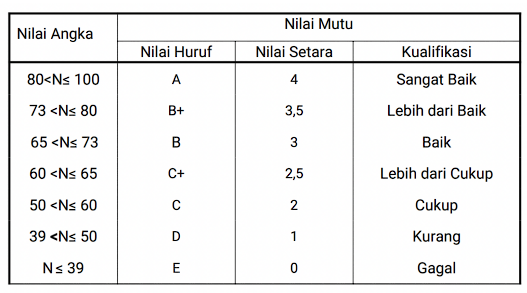 Nilai Angka Nilai Mutu
Nilai Huruf Nilai Setara Kualifikasi
80<N≤ 100 A 4 Sangat Baik
73 <N≤ 80 B+ 3,5 Lebih dari Baik
65 <N≤ 73 B 3 Baik
60 <N≤ 65 C+ 2,5 Lebih dari Cukup
50 <N≤ 60 C 2 Cukup
39 <N≤ 50 D 1 Kurang
N ≤ 39 E 0 Gagal